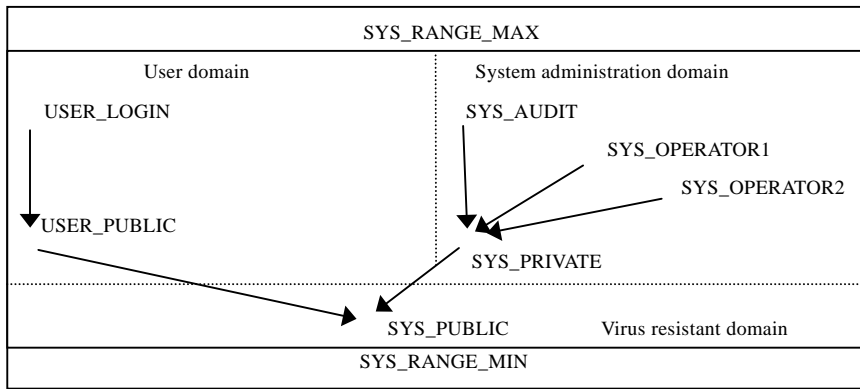 SYS_RANGE_MAX
User domain
System administration domain
USER_LOGIN
SYS_AUDIT
SYS_OPERATOR1
SYS_OPERATOR2
USER_PUBLIC
SYS_PRIVATE
SYS_PUBLIC
Virus resistant domain
SYS_RANGE_MIN